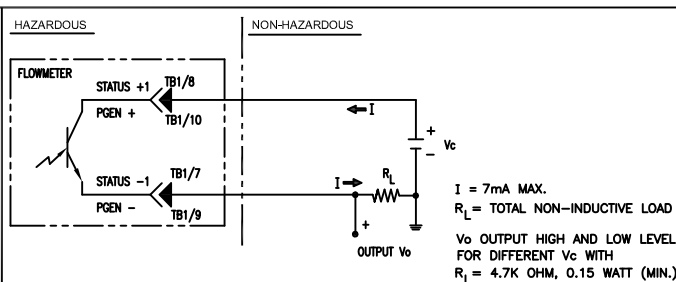 HAZARDOUS
NON-HAZARDOUS
FLOWMETER
STATUS +1 TB1/8
PGEN + TB1/10
I
+
Vc
−
STATUS -1 TB1/7
PGEN - TB1/9
I
RL
+
OUTPUT Vo
I = 7mA MAX.
RL= TOTAL NON-INDUCTIVE LOAD
Vo OUTPUT HIGH AND LOW LEVEL
FOR DIFFERENT Vc WITH
RL = 4.7K OHM, 0.15 WATT (MIN.)